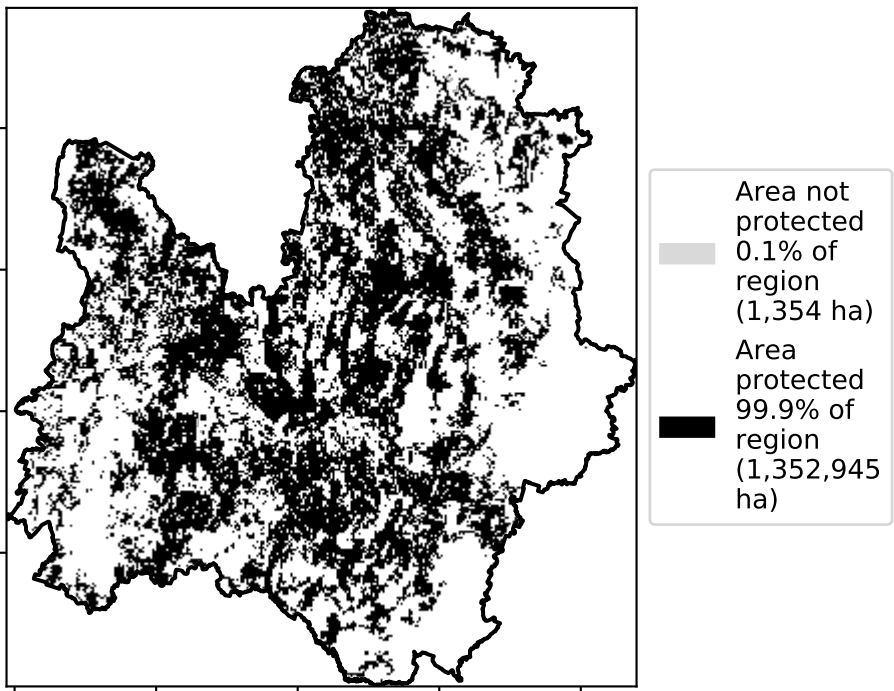 Area not
protected
0.1% of
region
(1,354 ha)
Area
protected
99.9% of
region
(1,352,945
ha)